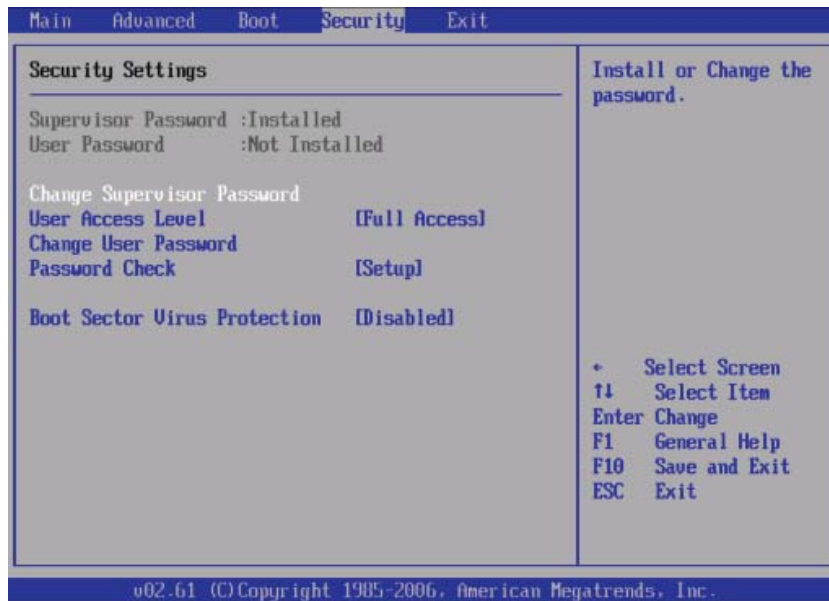 Main Advanced Boot Security Exit
Security Settings
Supervisor Password :Installed
User Password :Not Installed
Change Supervisor Password
User Access Level [Full Access]
Change User Password
Password Check [Setup]
Boot Sector Virus Protection [Disabled]
Install or Change the
password.
← Select Screen
↑↓ Select Item
Enter Change
F1 General Help
F10 Save and Exit
ESC Exit
v02.61 (C)Copyright 1985-2006, American Megatrends, Inc.